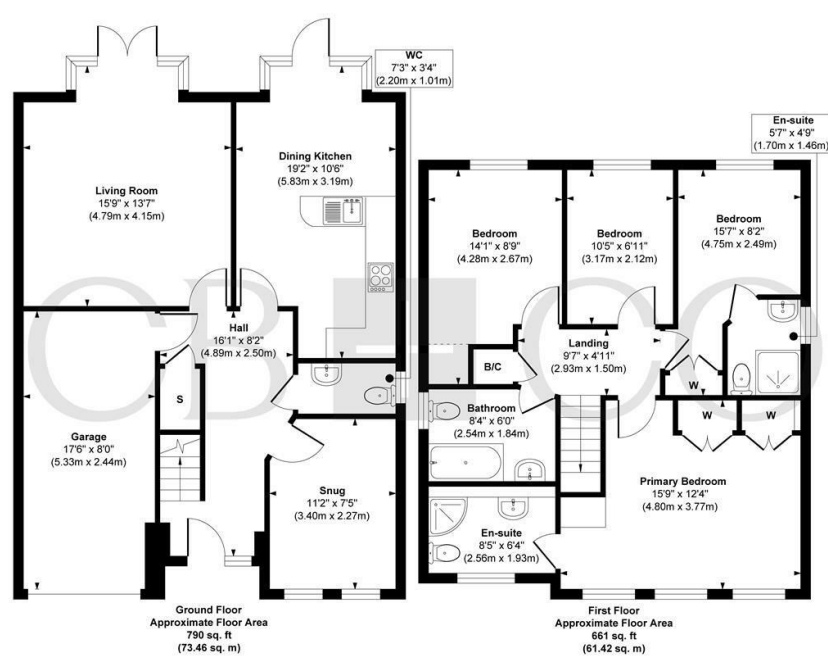 WC
7'3" x 3'4"
(2.20m x 1.01m)
Living Room
15'9" x 13'7"
(4.79m x 4.15m)
Dining Kitchen
19'2" x 10'6"
(5.83m x 3.19m)
Hall
16'1" x 8'2"
(4.89m x 2.50m)
S
Garage
17'6" x 8'0"
(5.33m x 2.44m)
Snug
11'2" x 7'5"
(3.40m x 2.27m)
Ground Floor
Approximate Floor Area
790 sq. ft
(73.46 sq. m)
En-suite
5'7" x 4'9"
(1.70m x 1.46m)
Bedroom
14'1" x 8'9"
(4.28m x 2.67m)
Bedroom
10'5" x 6'11"
(3.17m x 2.12m)
Bedroom
15'7" x 8'2"
(4.75m x 2.49m)
Landing
9'7" x 4'11"
(2.93m x 1.50m)
B/C
W
W
W
Bathroom
8'4" x 6'0"
(2.54m x 1.84m)
Primary Bedroom
15'9" x 12'4"
(4.80m x 3.77m)
En-suite
8'5" x 6'4"
(2.56m x 1.93m)
First Floor
Approximate Floor Area
661 sq. ft
(61.42 sq. m)
CB+CO